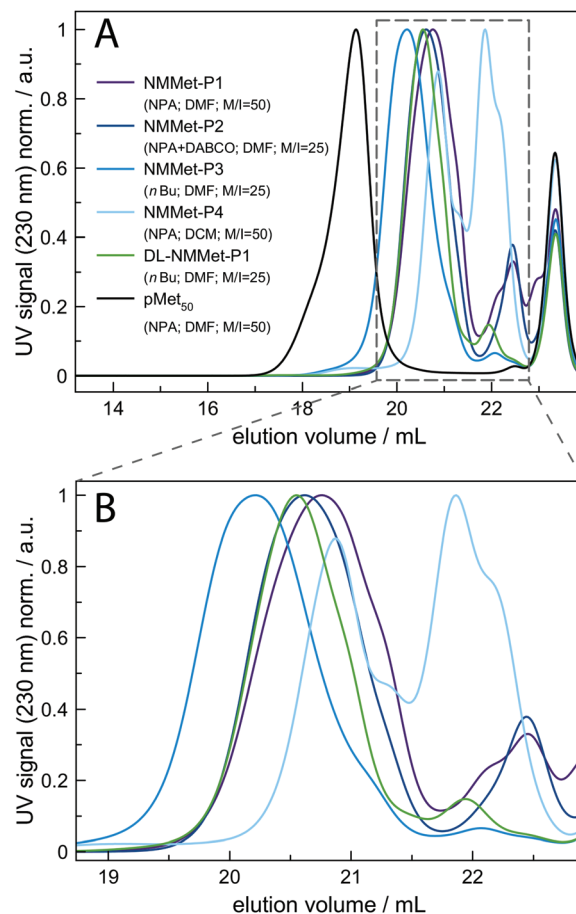 A
NMMet-P1
(NPA; DMF; M/I=50)
NMMet-P2
(NPA+DABCO; DMF; M/I=25)
NMMet-P3
(n Bu; DMF; M/I=25)
NMMet-P4
(NPA; DCM; M/I=50)
DL-NMMet-P1
(n Bu; DMF; M/I=25)
pMet₅₀
(NPA; DMF; M/I=50)
UV signal (230 nm) norm. / a.u.
1
0.8
0.6
0.4
0.2
0
14
16
18
20
22
elution volume / mL
B
UV signal (230 nm) norm. / a.u.
1
0.8
0.6
0.4
0.2
0
19
20
21
22
elution volume / mL